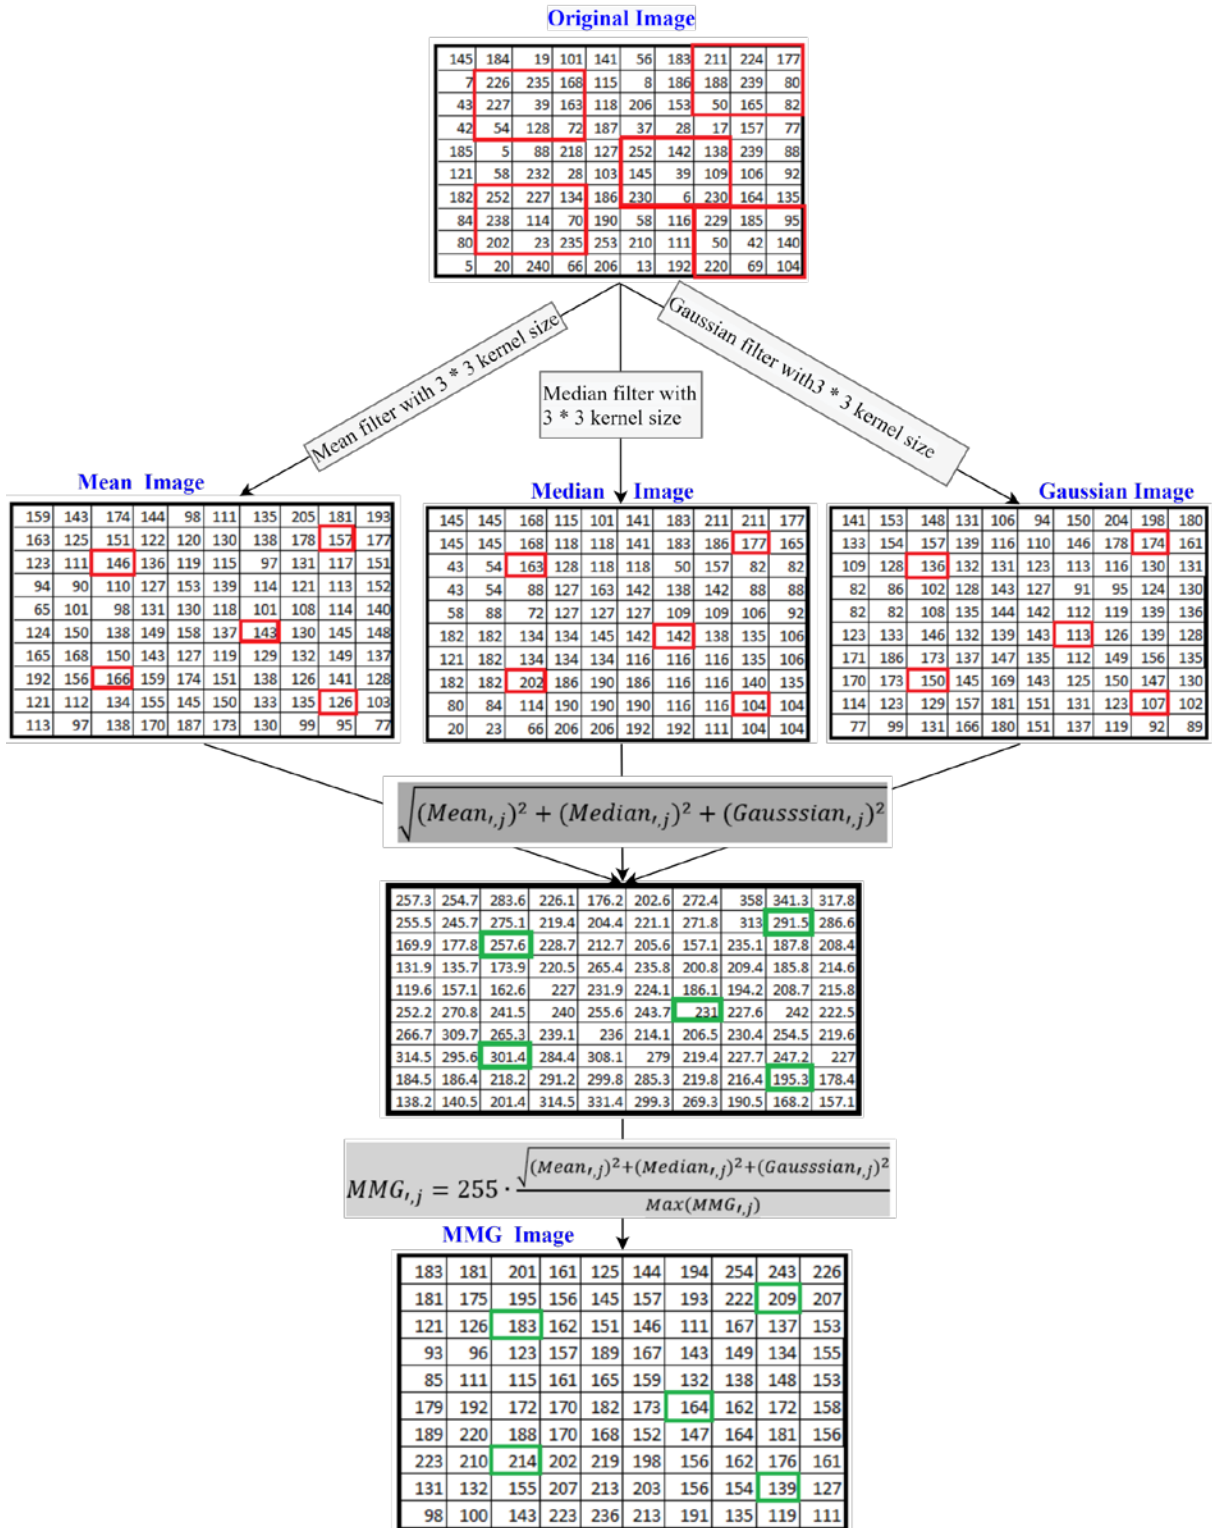 Original Image
145 184 19 101 141 56 183 211 224 177
7 226 235 168 115 8 186 188 239 80
43 227 39 163 118 206 153 50 165 82
42 54 128 72 187 37 28 17 157 77
185 5 88 218 127 252 142 138 239 88
121 58 232 28 103 145 39 109 106 92
182 252 227 134 186 230 6 230 164 135
84 238 114 70 190 58 116 229 185 95
80 202 23 235 253 210 111 50 42 140
5 20 240 66 206 13 192 220 69 104
Mean filter with 3 * 3 kernel size
Median filter with
3 * 3 kernel size
Gaussian filter with3 * 3 kernel size
Mean Image
159 143 174 144 98 111 135 205 181 193
163 125 151 122 120 130 138 178 157 177
123 111 146 136 119 115 97 131 117 151
94 90 110 127 153 139 114 121 113 152
65 101 98 131 130 118 101 108 114 140
124 150 138 149 158 137 143 130 145 148
165 168 150 143 127 119 129 132 149 137
192 156 166 159 174 151 138 126 141 128
121 112 134 155 145 150 133 135 126 103
113 97 138 170 187 173 130 99 95 77
Median Image
145 145 168 115 101 141 183 211 211 177
145 145 168 118 118 141 183 186 177 165
43 54 163 128 118 118 50 157 82 82
43 54 88 127 163 142 138 142 88 88
58 88 72 127 127 127 109 109 106 92
182 182 134 134 145 142 142 138 135 106
121 182 134 134 134 116 116 116 135 106
182 182 202 186 190 186 116 116 140 135
80 84 114 190 190 190 116 116 104 104
20 23 66 206 206 192 192 111 104 104
Gaussian Image
141 153 148 131 106 94 150 204 198 180
133 154 157 139 116 110 146 178 174 161
109 128 136 132 131 123 113 116 130 131
82 86 102 128 143 127 91 95 124 130
82 82 108 135 144 142 112 119 139 136
123 133 146 132 139 143 113 126 139 128
171 186 173 137 147 135 112 149 156 135
170 173 150 145 169 143 125 150 147 130
114 123 129 157 181 151 131 123 107 102
77 99 131 166 180 151 137 119 92 89
√(Mean′,j)² + (Median′,j)² + (Gausssian′,j)²
257.3 254.7 283.6 226.1 176.2 202.6 272.4 358 341.3 317.8
255.5 245.7 275.1 219.4 204.4 221.1 271.8 313 291.5 286.6
169.9 177.8 257.6 228.7 212.7 205.6 157.1 235.1 187.8 208.4
131.9 135.7 173.9 220.5 265.4 235.8 200.8 209.4 185.8 214.6
119.6 157.1 162.6 227 231.9 224.1 186.1 194.2 208.7 215.8
252.2 270.8 241.5 240 255.6 243.7 231 227.6 242 222.5
266.7 309.7 265.3 239.1 236 214.1 206.5 230.4 254.5 219.6
314.5 295.6 301.4 284.4 308.1 279 219.4 227.7 247.2 227
184.5 186.4 218.2 291.2 299.8 285.3 219.8 216.4 195.3 178.4
138.2 140.5 201.4 314.5 331.4 299.3 269.3 190.5 168.2 157.1
MMG′,j = 255 · √(Mean′,j)²+(Median′,j)²+(Gausssian′,j)² / Max(MMG′,j)
MMG Image
183 181 201 161 125 144 194 254 243 226
181 175 195 156 145 157 193 222 209 207
121 126 183 162 151 146 111 167 137 153
93 96 123 157 189 167 143 149 134 155
85 111 115 161 165 159 132 138 148 153
179 192 172 170 182 173 164 162 172 158
189 220 188 170 168 152 147 164 181 156
223 210 214 202 219 198 156 162 176 161
131 132 155 207 213 203 156 154 139 127
98 100 143 223 236 213 191 135 119 111